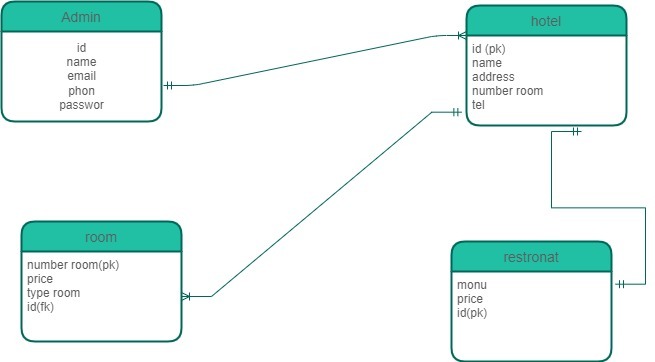 Admin
id
name
email
phon
passwor
hotel
id (pk)
name
address
number room
tel
room
number room(pk)
price
type room
id(fk)
restronat
monu
price
id(pk)